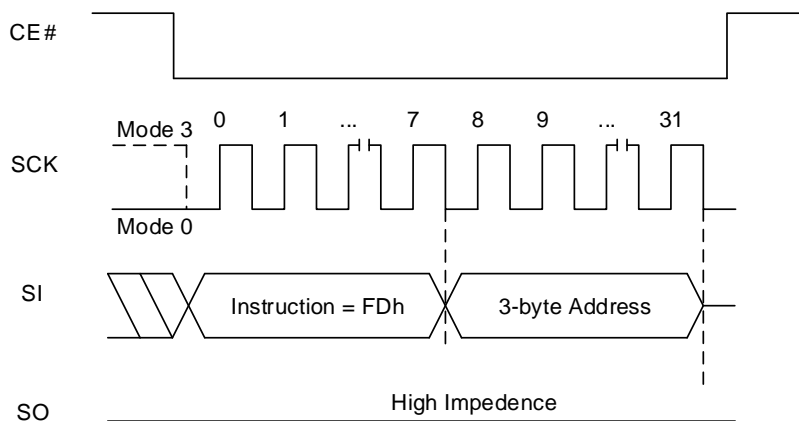 CE#
0 1 ... 7 8 9 ... 31
Mode 3
SCK
Mode 0
SI
Instruction = FDh
3-byte Address
High Impedence
SO